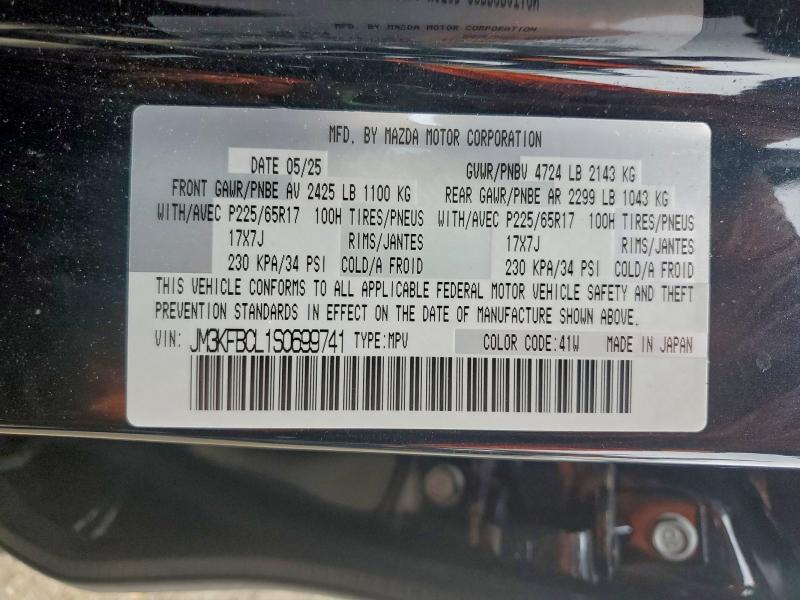 MFD. BY MAZDA MOTOR CORPORATION
DATE 05/25 GVWR/PNBV 4724 LB 2143 KG
FRONT GAWR/PNBE AV 2425 LB 1100 KG REAR GAWR/PNBE AR 2299 LB 1043 KG
WITH/AVEC P225/65R17 100H TIRES/PNEUS WITH/AVEC P225/65R17 100H TIRES/PNEUS
17X7J RIMS/JANTES 17X7J RIMS/JANTES
230 KPA/34 PSI COLD/A FROID 230 KPA/34 PSI COLD/A FROID
THIS VEHICLE CONFORMS TO ALL APPLICABLE FEDERAL MOTOR VEHICLE SAFETY AND THEFT
PREVENTION STANDARDS IN EFFECT ON THE DATE OF MANUFACTURE SHOWN ABOVE.
VIN: JM3KFBCL1S0699741 TYPE:MPV COLOR CODE:41W MADE IN JAPAN